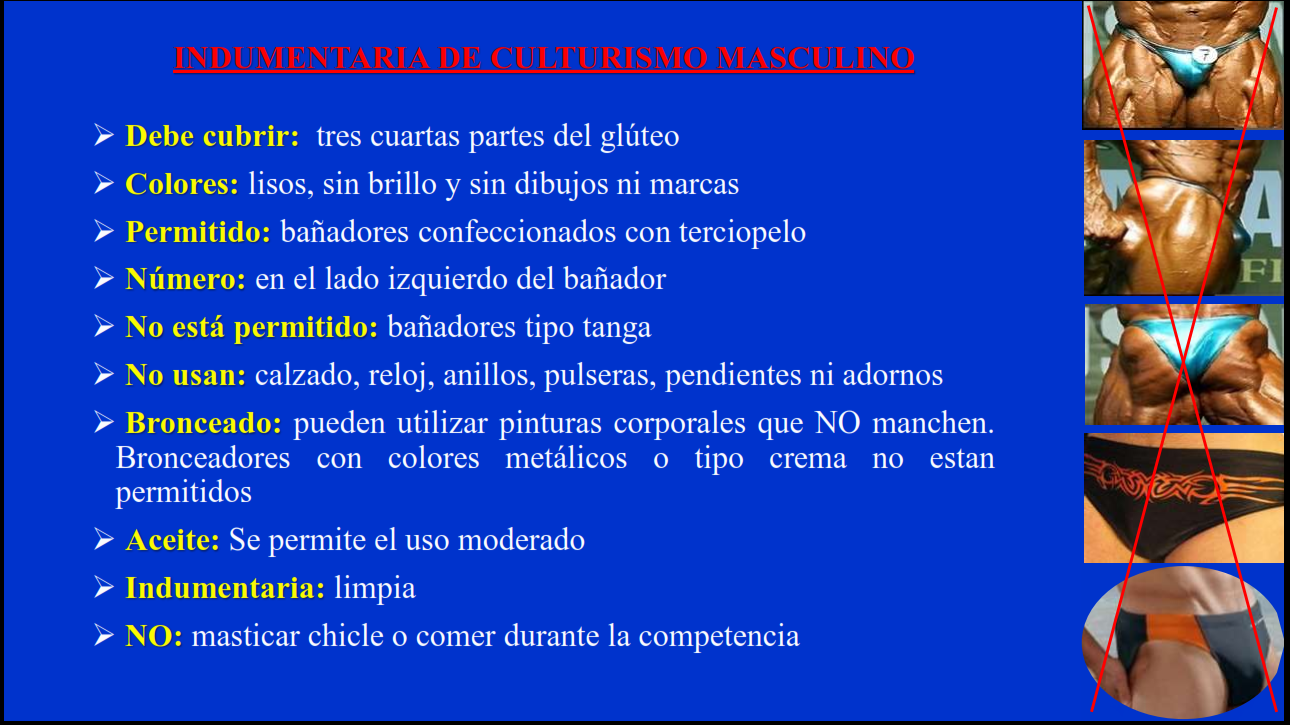 INDUMENTARIA DE CULTURISMO MASCULINO
➢ Debe cubrir: tres cuartas partes del glúteo
➢ Colores: lisos, sin brillo y sin dibujos ni marcas
➢ Permitido: bañadores confeccionados con terciopelo
➢ Número: en el lado izquierdo del bañador
➢ No está permitido: bañadores tipo tanga
➢ No usan: calzado, reloj, anillos, pulseras, pendientes ni adornos
➢ Bronceado: pueden utilizar pinturas corporales que NO manchen.
Bronceadores con colores metálicos o tipo crema no estan
permitidos
➢ Aceite: Se permite el uso moderado
➢ Indumentaria: limpia
➢ NO: masticar chicle o comer durante la competencia
7
FI